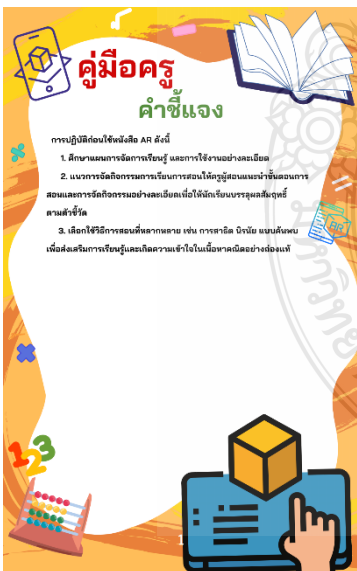 คู่มือครู
คำชี้แจง
การปฏิบัติก่อนใช้หนังสือ AR ดังนี้
1. ศึกษาแผนการจัดการเรียนรู้ และการใช้งานอย่างละเอียด
2. แนวการจัดกิจกรรมการเรียนการสอนให้ครูผู้สอนแนะนำขั้นตอนการ
สอนและการจัดกิจกรรมอย่างละเอียดเพื่อให้นักเรียนบรรลุผลสัมฤทธิ์
ตามตัวชี้วัด
3. เลือกใช้วิธีการสอนที่หลากหลาย เช่น การสาธิต นิรนัย แบบค้นพบ
เพื่อส่งเสริมการเรียนรู้และเกิดความเข้าใจในเนื้อหาคณิตอย่างถ่องแท้
123
1